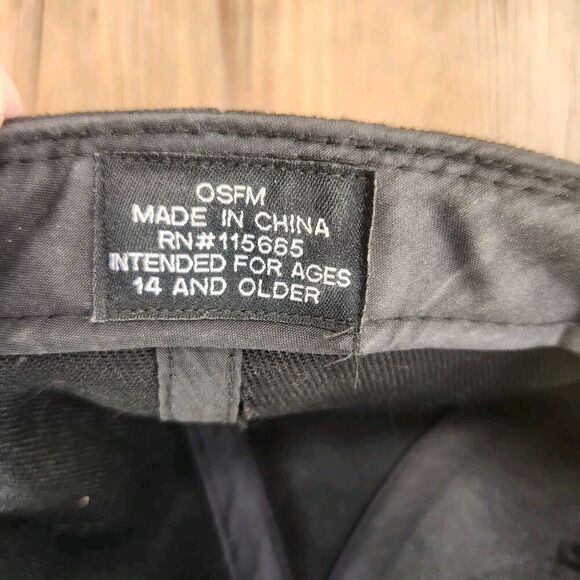 OSFM
MADE IN CHINA
RN#115665
INTENDED FOR AGES
14 AND OLDER